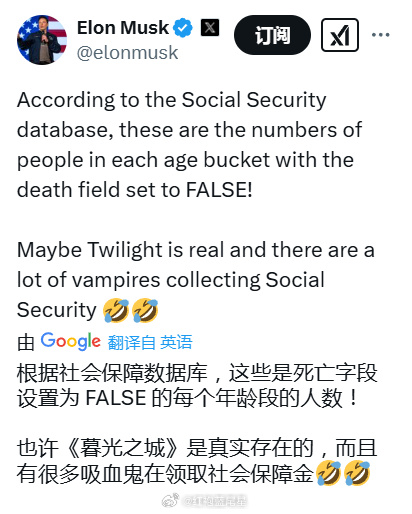 Elon Musk
@elonmusk
订阅
According to the Social Security
database, these are the numbers of
people in each age bucket with the
death field set to FALSE!
Maybe Twilight is real and there are a
lot of vampires collecting Social
Security 🤣🤣
由 Google 翻译自 英语
根据社会保障数据库，这些是死亡字段
设置为 FALSE 的每个年龄段的人数！
也许《暮光之城》是真实存在的，而且
有很多吸血鬼在领取社会保障金🤣🤣